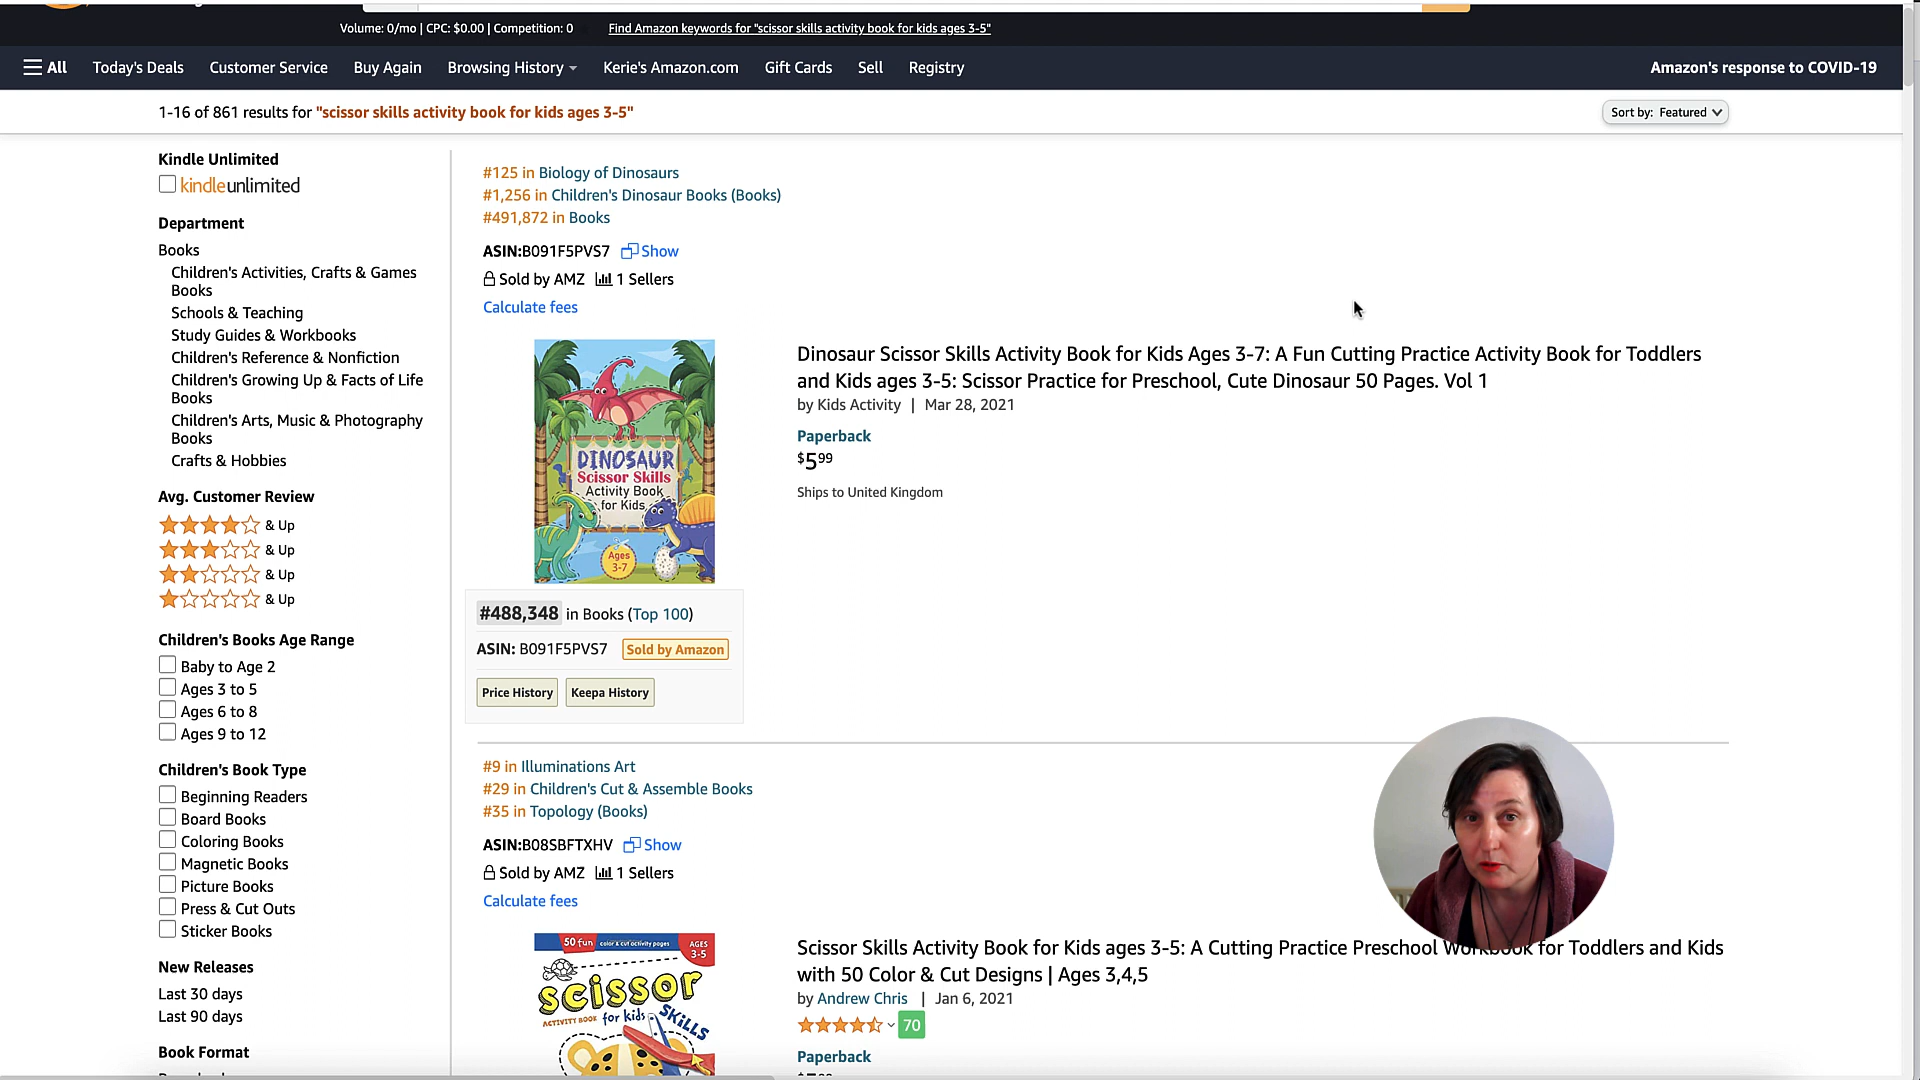 Volume: 0/mo | CPC: $0.00 | Competition: 0
Find Amazon keywords for "scissor skills activity book for kids ages 3-5"
All
Today's Deals
Customer Service
Buy Again
Browsing History
Kerie's Amazon.com
Gift Cards
Sell
Registry
Amazon's response to COVID-19
1-16 of 861 results for "scissor skills activity book for kids ages 3-5"
Sort by: Featured
Kindle Unlimited
kindleunlimited
Department
Books
Children's Activities, Crafts & Games
Books
Schools & Teaching
Study Guides & Workbooks
Children's Reference & Nonfiction
Children's Growing Up & Facts of Life
Books
Children's Arts, Music & Photography
Books
Crafts & Hobbies
Avg. Customer Review
& Up
& Up
& Up
& Up
Children's Books Age Range
Baby to Age 2
Ages 3 to 5
Ages 6 to 8
Ages 9 to 12
Children's Book Type
Beginning Readers
Board Books
Coloring Books
Magnetic Books
Picture Books
Press & Cut Outs
Sticker Books
New Releases
Last 30 days
Last 90 days
Book Format
#125 in Biology of Dinosaurs
#1,256 in Children's Dinosaur Books (Books)
#491,872 in Books
ASIN:B091F5PVS7 Show
Sold by AMZ 1 Sellers
Calculate fees
DINOSAUR
Scissor Skills
Activity Book
for Kids
Ages
3-7
Dinosaur Scissor Skills Activity Book for Kids Ages 3-7: A Fun Cutting Practice Activity Book for Toddlers
and Kids ages 3-5: Scissor Practice for Preschool, Cute Dinosaur 50 Pages. Vol 1
by Kids Activity | Mar 28, 2021
Paperback
$5 99
Ships to United Kingdom
#488,348 in Books (Top 100)
ASIN: B091F5PVS7 Sold by Amazon
Price History Keepa History
#9 in Illuminations Art
#29 in Children's Cut & Assemble Books
#35 in Topology (Books)
ASIN:B08SBFTXHV Show
Sold by AMZ 1 Sellers
Calculate fees
50 fun color & cut activity pages
AGES
3-5
scissor
ACTIVITY BOOK for kids SKILLS
Scissor Skills Activity Book for Kids ages 3-5: A Cutting Practice Preschool Workbook for Toddlers and Kids
with 50 Color & Cut Designs | Ages 3,4,5
by Andrew Chris | Jan 6, 2021
70
Paperback